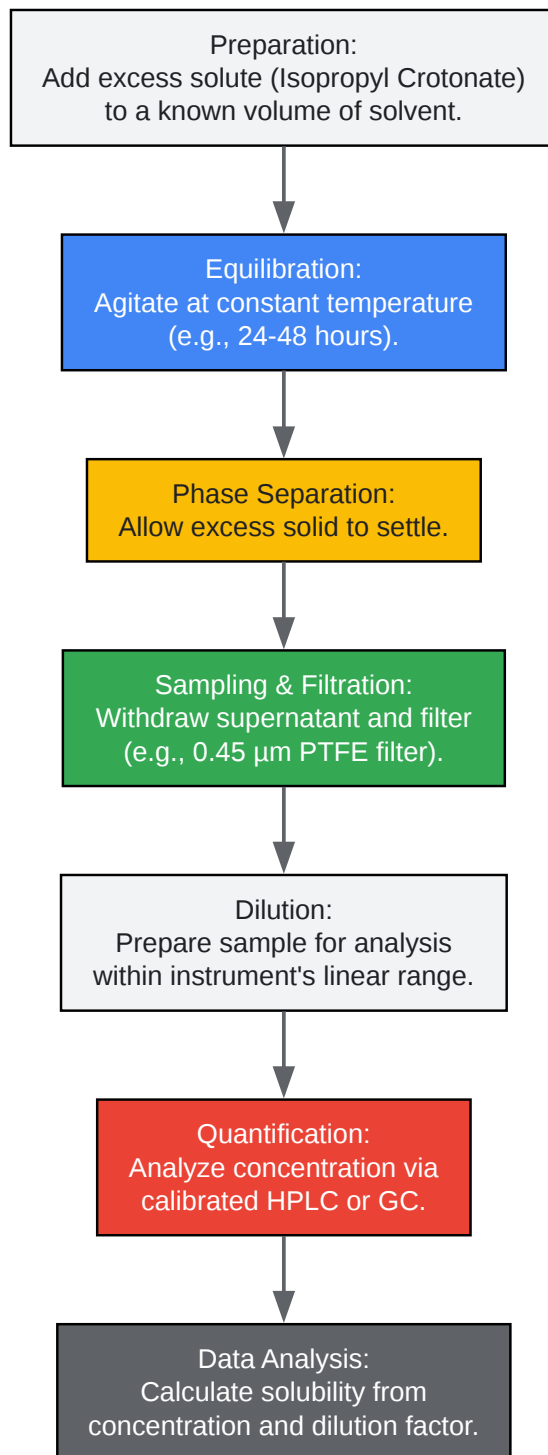 Preparation:
Add excess solute (Isopropyl Crotonate)
to a known volume of solvent.
Equilibration:
Agitate at constant temperature
(e.g., 24-48 hours).
Phase Separation:
Allow excess solid to settle.
Sampling & Filtration:
Withdraw supernatant and filter
(e.g., 0.45 µm PTFE filter).
Dilution:
Prepare sample for analysis
within instrument's linear range.
Quantification:
Analyze concentration via
calibrated HPLC or GC.
Data Analysis:
Calculate solubility from
concentration and dilution factor.